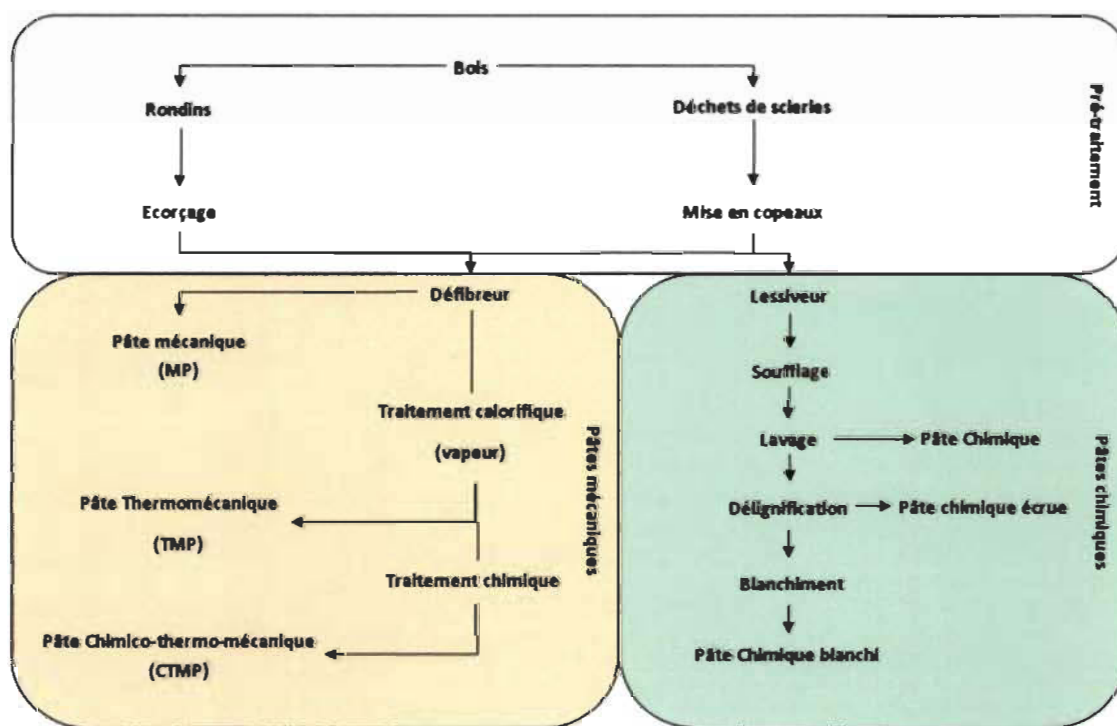 Bois
Rondins
Déchets de scieries
Ecorçage
Mise en copeaux
Pré-traitement
Défibreur
Pâte mécanique
(MP)
Traitement calorifique
(vapeur)
Pâte Thermomécanique
(TMP)
Traitement chimique
Pâte Chimico-thermo-mécanique
(CTMP)
Pâtes mécaniques
Lessiveur
Soufflage
Lavage
Pâte Chimique
Délignification
Pâte chimique écrue
Blanchiment
Pâte Chimique blanchi
Pâtes chimiques